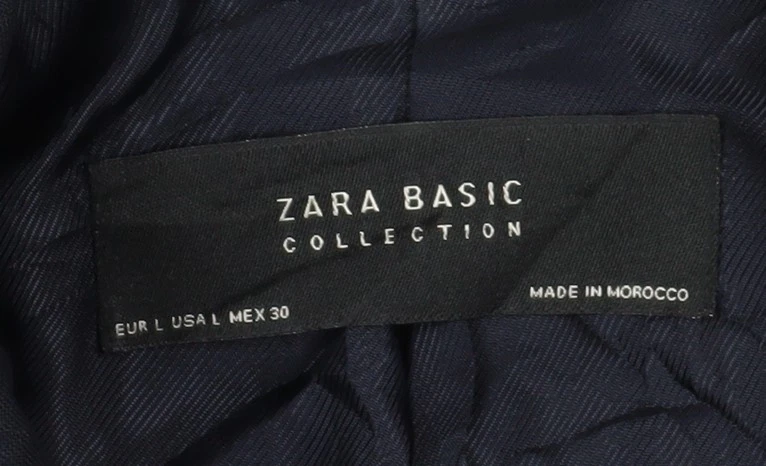 ZARA BASIC
COLLECTION
MADE IN MOROCCO
EUR L USA L MEX 30